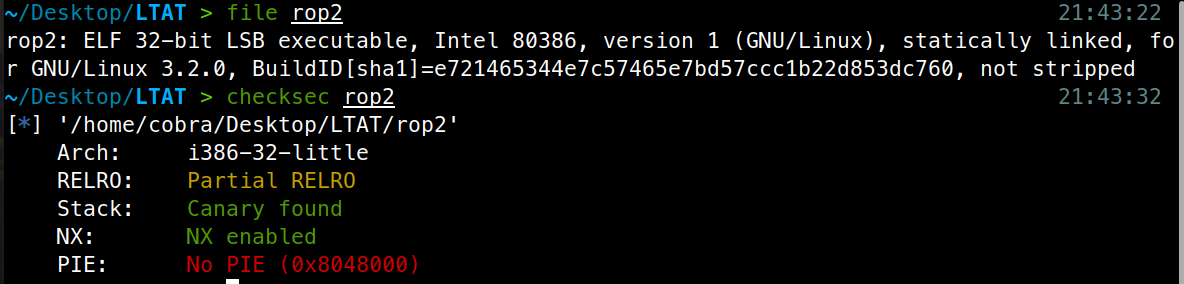 ~/Desktop/LTAT > file rop2 21:43:22
rop2: ELF 32-bit LSB executable, Intel 80386, version 1 (GNU/Linux), statically linked, fo
r GNU/Linux 3.2.0, BuildID[sha1]=e721465344e7c57465e7bd57ccc1b22d853dc760, not stripped
~/Desktop/LTAT > checksec rop2 21:43:32
[*] '/home/cobra/Desktop/LTAT/rop2'
    Arch:     i386-32-little
    RELRO:    Partial RELRO
    Stack:    Canary found
    NX:       NX enabled
    PIE:      No PIE (0x8048000)